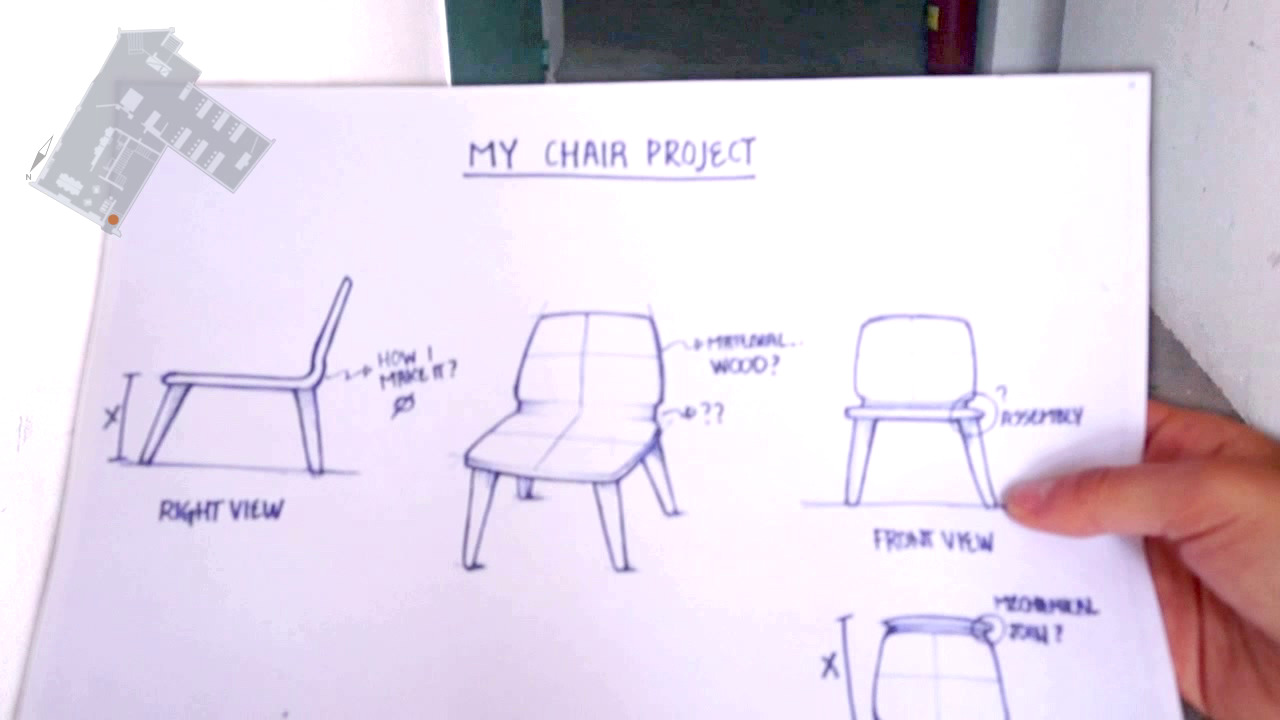 MY CHAIR PROJECT
HOW I
MAKE IT?
X
RIGHT VIEW
MATERIAL..
WOOD?
??
?
ASSEMBLY
FRONT VIEW
MECHANICAL
JOIN?
X
N